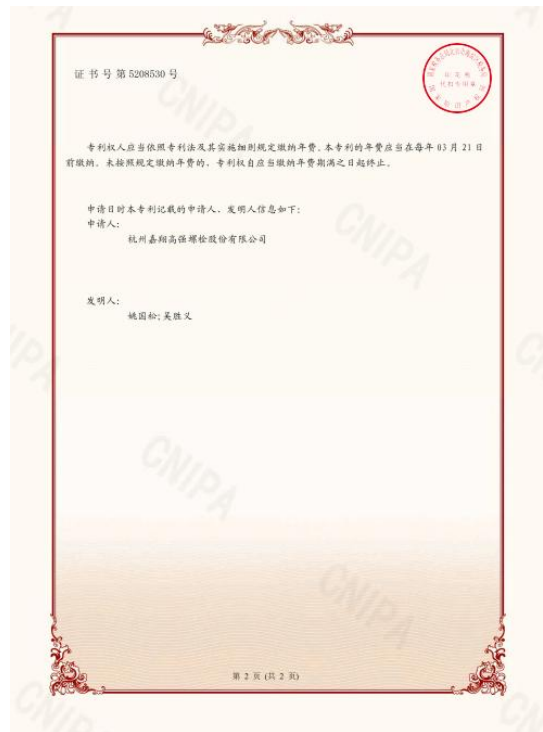 证书号第5208530号
专利权人应当依照专利法及其实施细则规定缴纳年费。本专利的年费应当在每年03月21日
前缴纳。未按照规定缴纳年费的，专利权自应当缴纳年费期满之日起终止。
申请日时本专利记载的申请人、发明人信息如下：
申请人：
杭州嘉翔高强螺栓股份有限公司
发明人：
姚国松;吴胜义
CNIPA
CNIPA
CNIPA
CNIPA
第 2 页 (共 2 页)